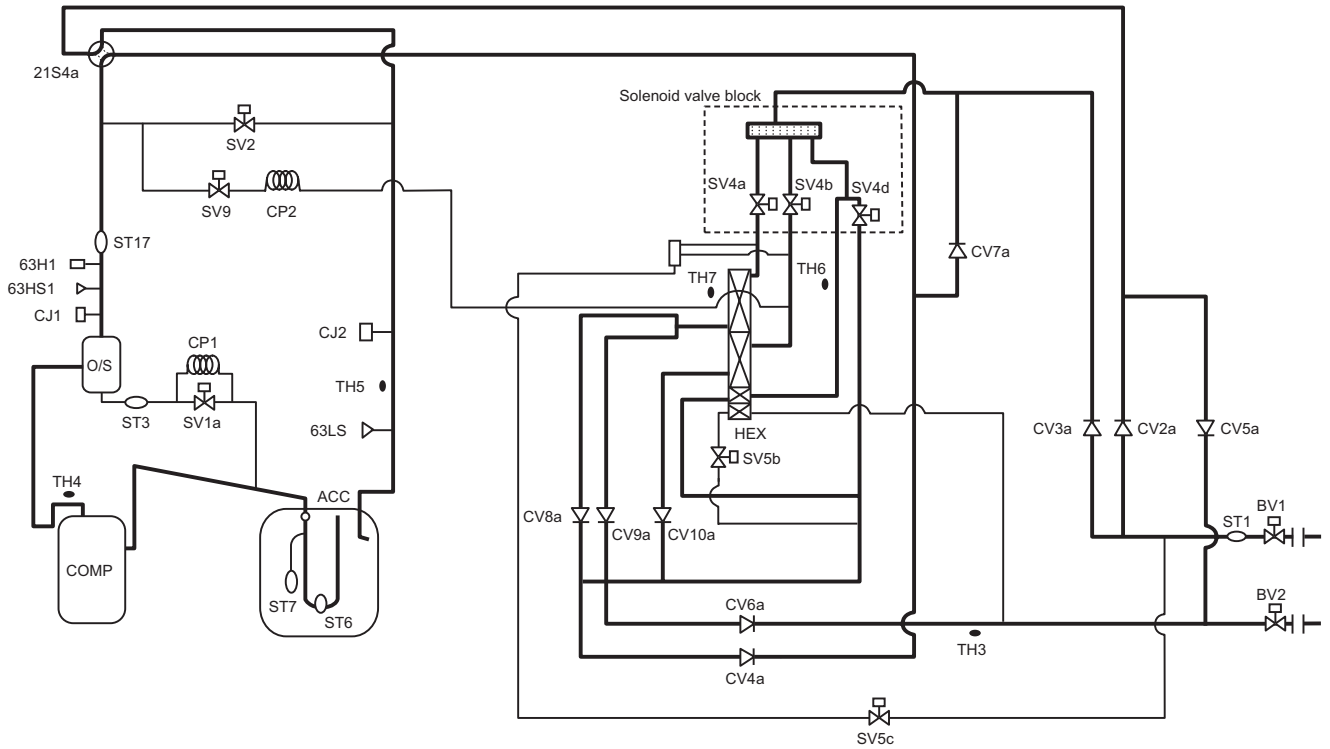 21S4a
Solenoid valve block
SV2
SV4a
SV4b
SV4d
SV9
CP2
ST17
CV7a
63H1
TH7
TH6
63HS1
CJ1
CJ2
CP1
O/S
TH5
ST3
SV1a
63LS
HEX
CV3a
CV2a
CV5a
SV5b
TH4
ACC
CV8a
CV9a
CV10a
ST1
BV1
COMP
ST7
ST6
CV6a
BV2
TH3
CV4a
SV5c